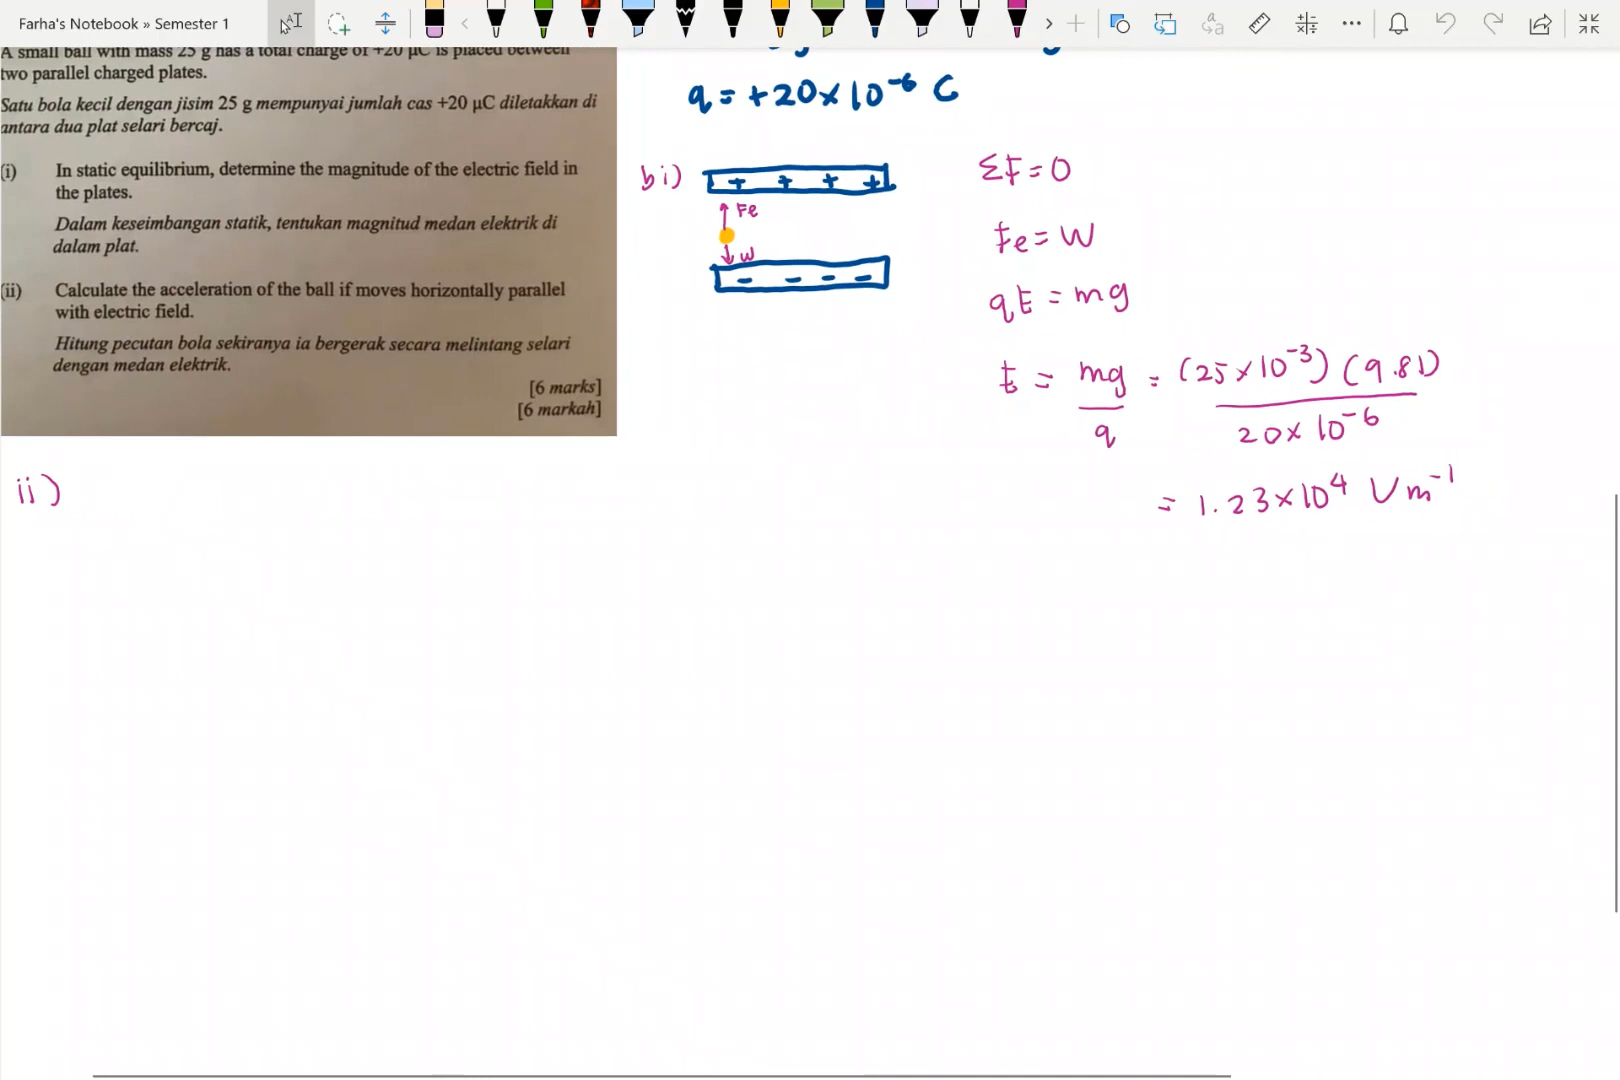 Farha's Notebook » Semester 1
A small ball with mass 25 g has a total charge of +20 μC is placed between
two parallel charged plates.
Satu bola kecil dengan jisim 25 g mempunyai jumlah cas +20 μC diletakkan di
antara dua plat selari bercaj.
(i) In static equilibrium, determine the magnitude of the electric field in
the plates.
Dalam keseimbangan statik, tentukan magnitud medan elektrik di
dalam plat.
(ii) Calculate the acceleration of the ball if moves horizontally parallel
with electric field.
Hitung pecutan bola sekiranya ia bergerak secara melintang selari
dengan medan elektrik.
[6 marks]
[6 markah]
q = +20×10⁻⁶ C
b i)
+ + + +
Fe
W
- - - -
ΣF = 0
Fe = W
qE = mg
E = mg/q = (25×10⁻³)(9.81)/20×10⁻⁶
= 1.23×10⁴ Vm⁻¹
ii)